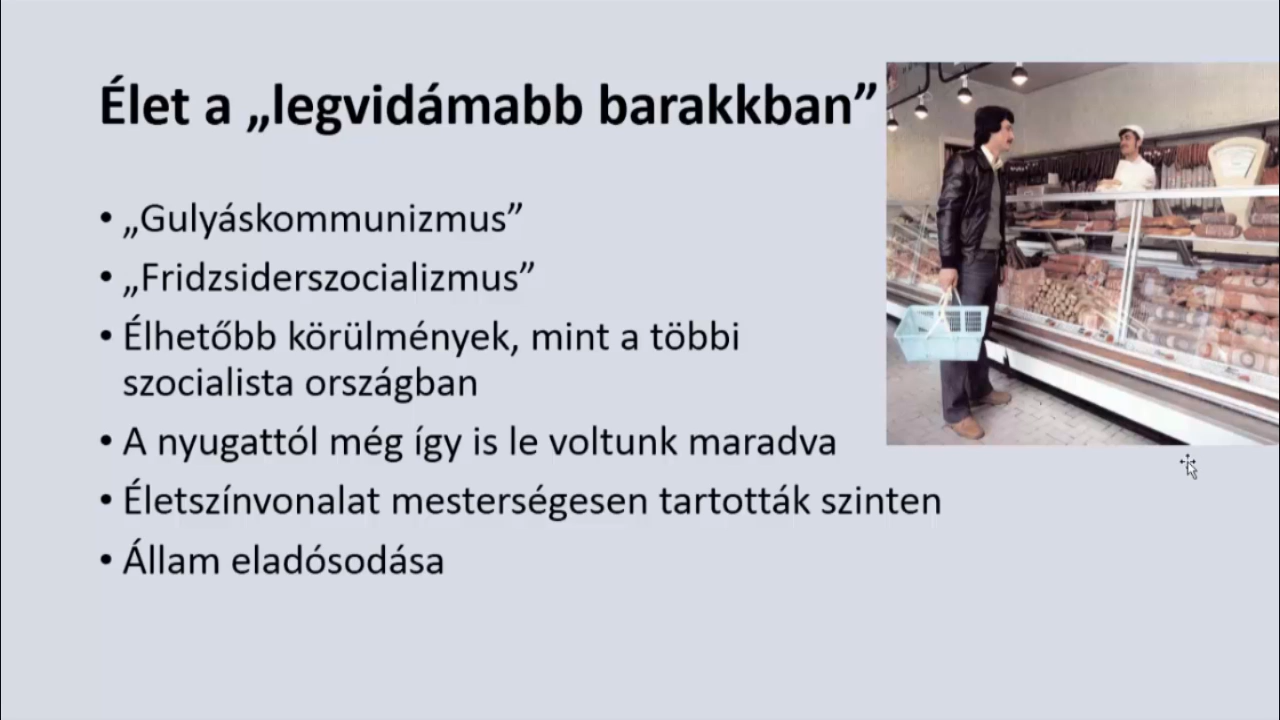 Élet a „legvidámabb barakkban”
• „Gulyáskommunizmus”
• „Fridzsiderszocializmus”
• Élhetőbb körülmények, mint a többi
szocialista országban
• A nyugattól még így is le voltunk maradva
• Életszínvonalat mesterségesen tartották szinten
• Állam eladósodása